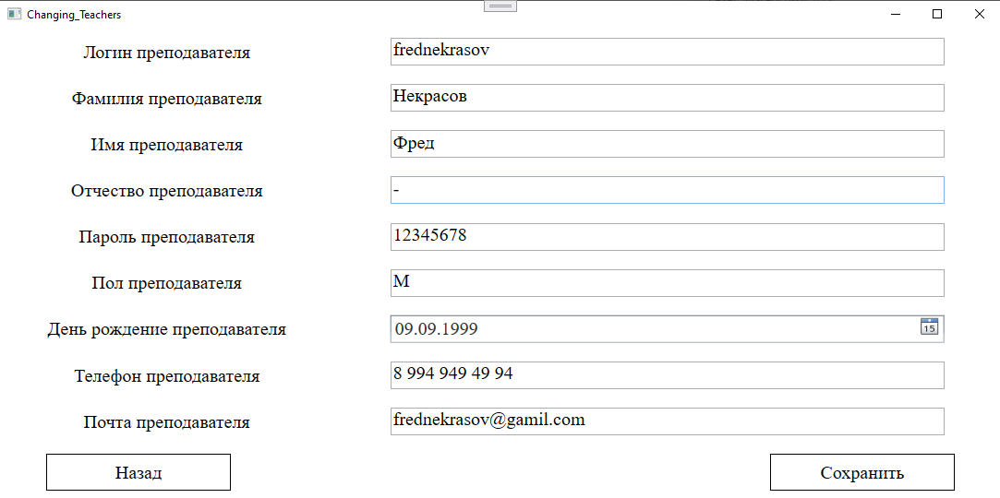 Changing_Teachers
Логин преподавателя frednekrasov
Фамилия преподавателя Некрасов
Имя преподавателя Фред
Отчество преподавателя -
Пароль преподавателя 12345678
Пол преподавателя М
День рождение преподавателя 09.09.1999 15
Телефон преподавателя 8 994 949 49 94
Почта преподавателя frednekrasov@gamil.com
Назад Сохранить